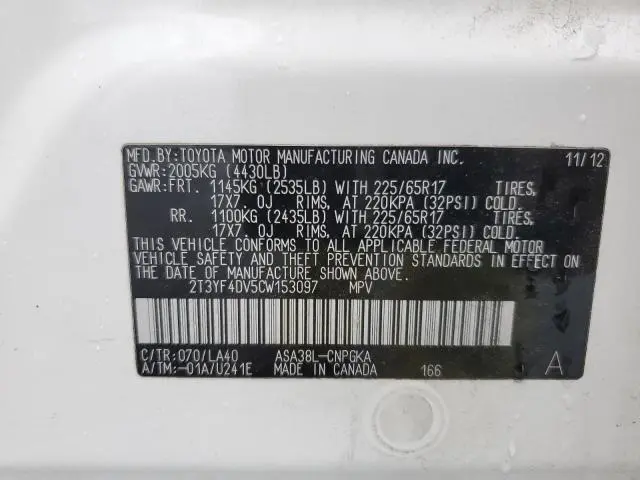 MFD.BY:TOYOTA MOTOR MANUFACTURING CANADA INC. 11/12
GVWR:2005KG (4430LB)
GAWR:FRT. 1145KG (2535LB) WITH 225/65R17 TIRES,
17X7 0J RIMS, AT 220KPA (32PSI) COLD.
RR. 1100KG (2435LB) WITH 225/65R17 TIRES,
17X7 0J RIMS, AT 220KPA (32PSI) COLD.
THIS VEHICLE CONFORMS TO ALL APPLICABLE FEDERAL MOTOR
VEHICLE SAFETY AND THEFT PREVENTION STANDARDS IN EFFECT ON
THE DATE OF MANUFACTURE SHOWN ABOVE.
2T3YF4DV5CW153097 MPV
C/TR:070/LA40 ASA38L-CNPGKA
A/TM:-01A/U241E MADE IN CANADA 166 A